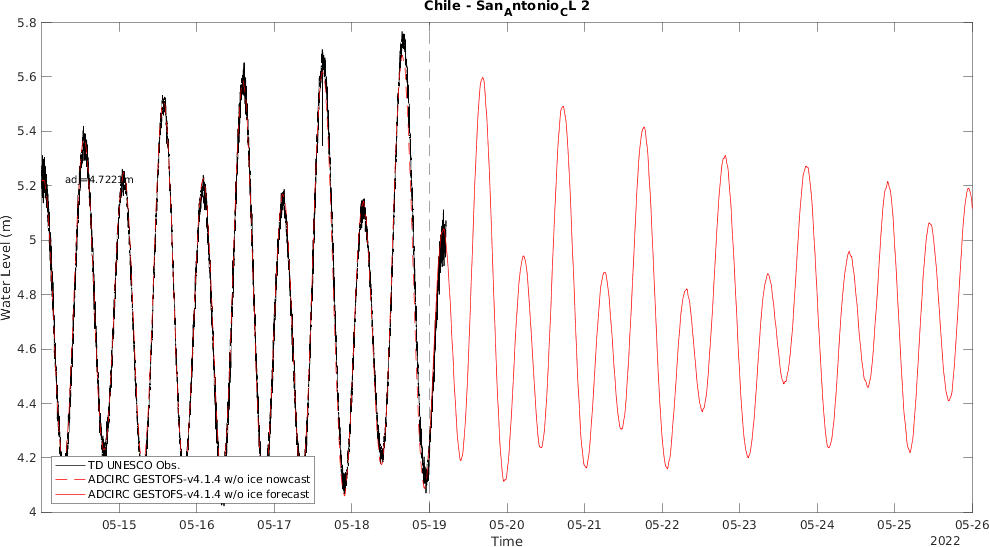 Chile - SanAntonioCL 2
5.8
5.6
5.4
5.2
5
4.8
4.6
4.4
4.2
4
Water Level (m)
adj=4.7221m
TD UNESCO Obs.
ADCIRC GESTOFS-v4.1.4 w/o ice nowcast
ADCIRC GESTOFS-v4.1.4 w/o ice forecast
05-15 05-16 05-17 05-18 05-19 05-20 05-21 05-22 05-23 05-24 05-25 05-26
Time
2022